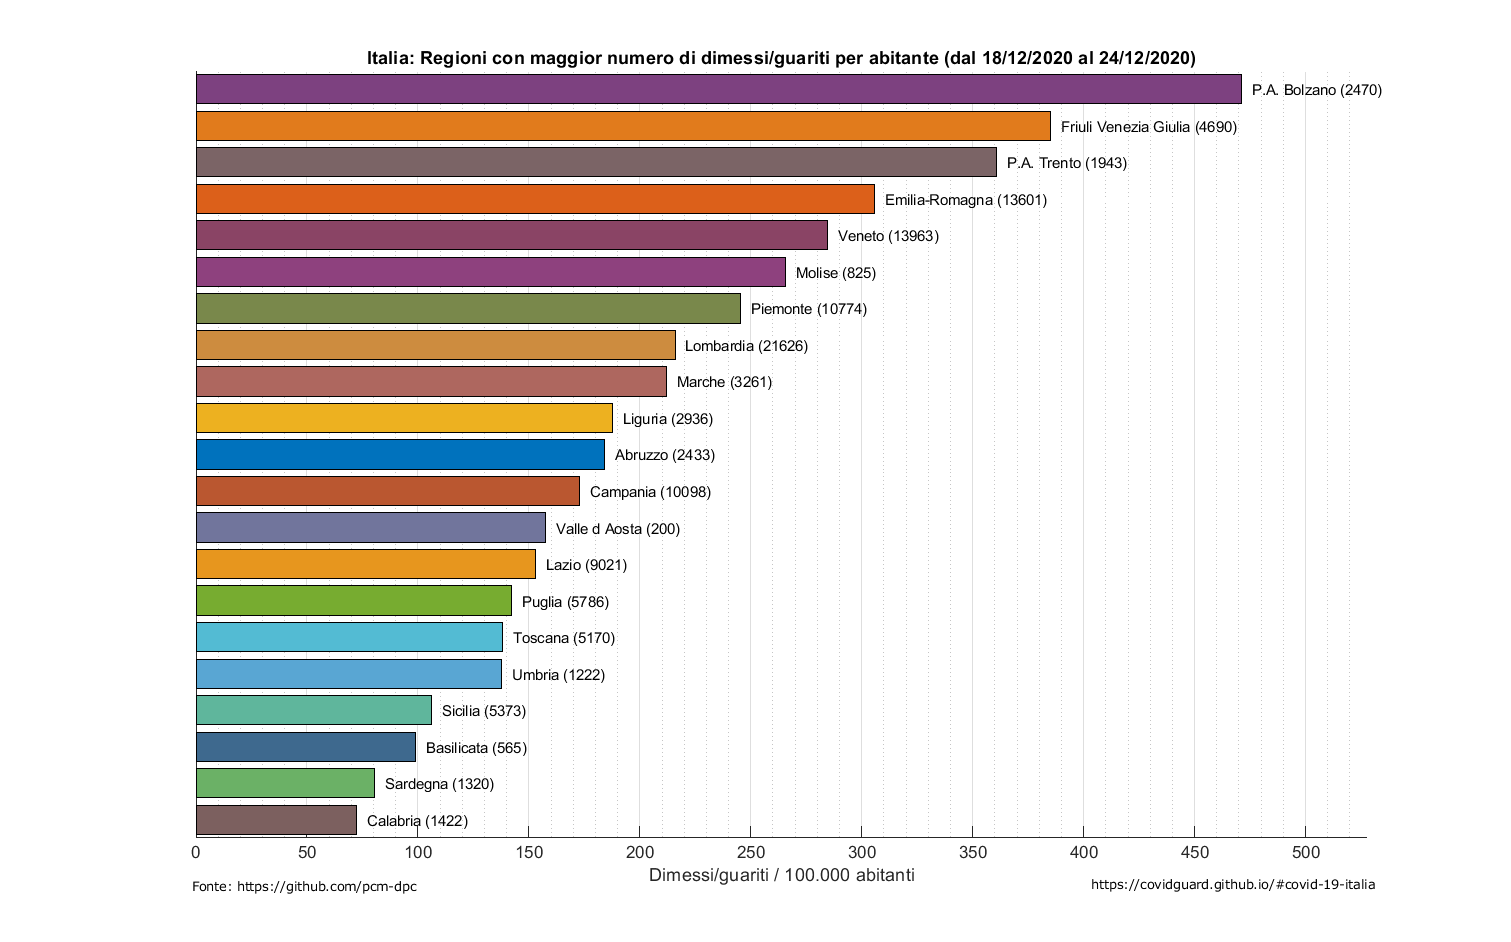 Italia: Regioni con maggior numero di dimessi/guariti per abitante (dal 18/12/2020 al 24/12/2020)
P.A. Bolzano (2470)
Friuli Venezia Giulia (4690)
P.A. Trento (1943)
Emilia-Romagna (13601)
Veneto (13963)
Molise (825)
Piemonte (10774)
Lombardia (21626)
Marche (3261)
Liguria (2936)
Abruzzo (2433)
Campania (10098)
Valle d Aosta (200)
Lazio (9021)
Puglia (5786)
Toscana (5170)
Umbria (1222)
Sicilia (5373)
Basilicata (565)
Sardegna (1320)
Calabria (1422)
0 50 100 150 200 250 300 350 400 450 500
Dimessi/guariti / 100.000 abitanti
Fonte: https://github.com/pcm-dpc
https://covidguard.github.io/#covid-19-italia